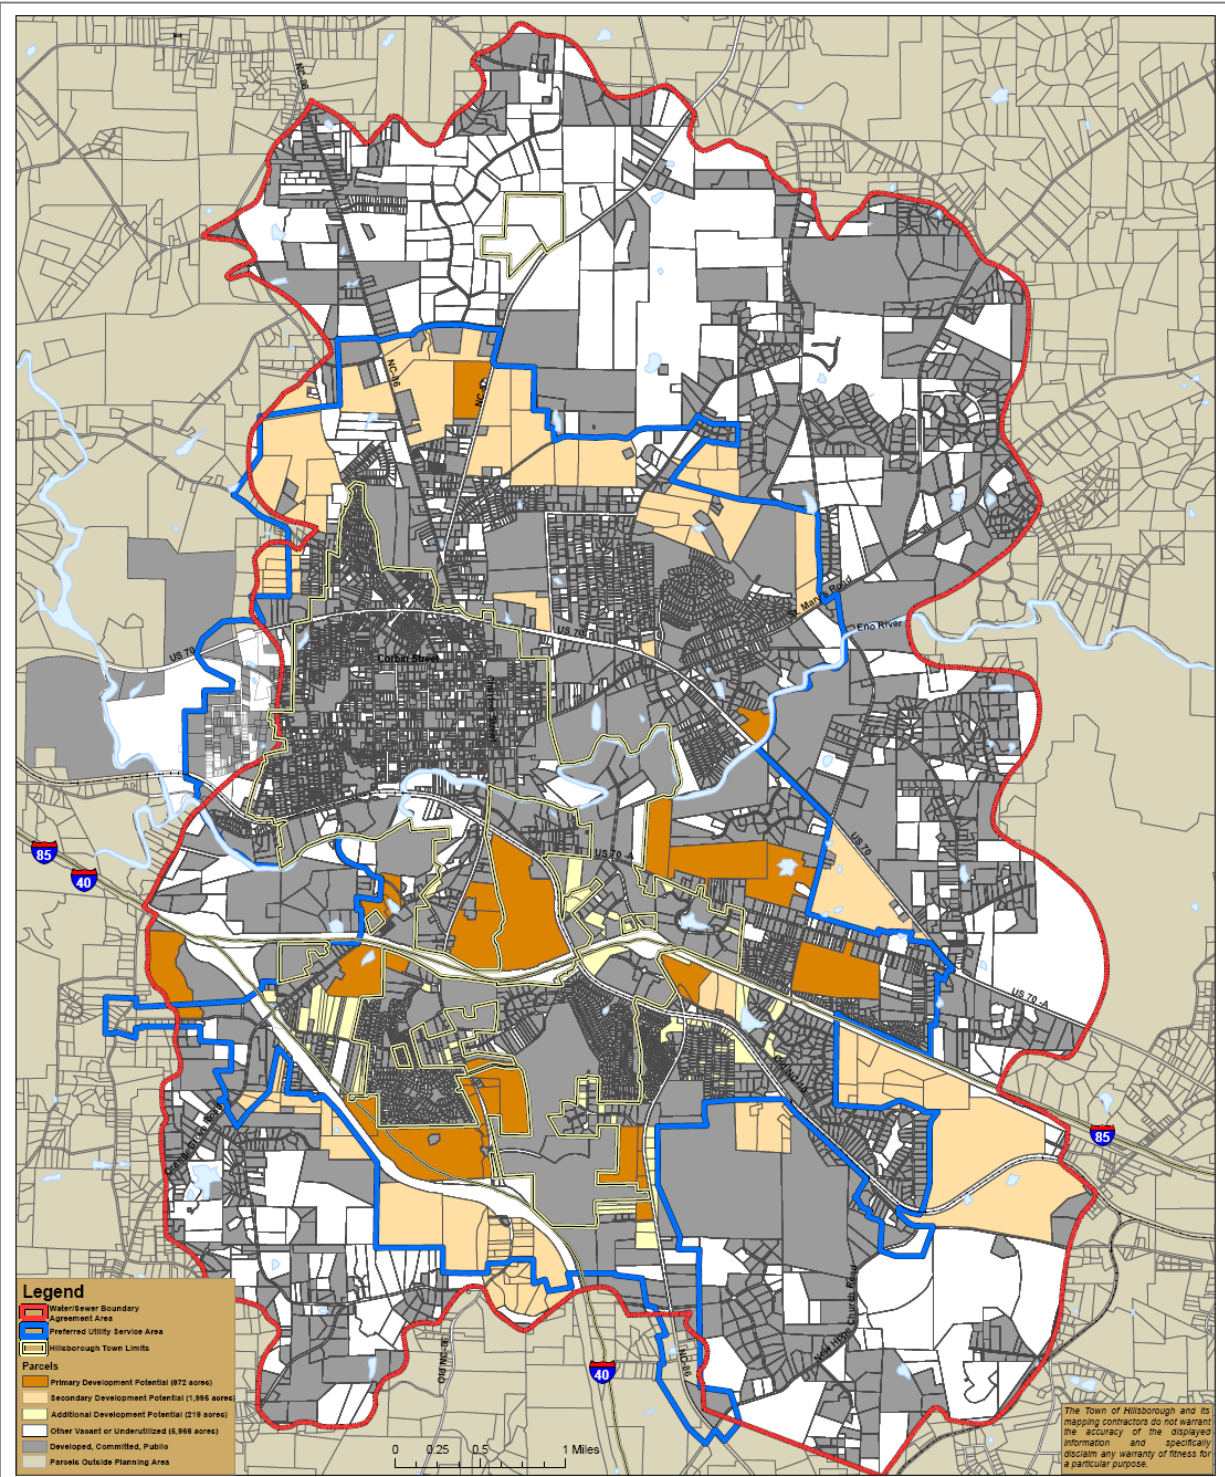 NC-86
NC-86
NC-
US 70
US 70
Corbin Street
St. Mary's Road
Eno River
85
40
US 70 -A
US 70
US 70 -A
85
New Hope Church Road
40
NC-86
Old NC-86
Legend
Water/Sewer Boundary
Agreement Area
Preferred Utility Service Area
Hillsborough Town Limits
Parcels
Primary Development Potential (972 acres)
Secondary Development Potential (1,995 acres)
Additional Development Potential (219 acres)
Other Vacant or Underutilized (5,966 acres)
Developed, Committed, Public
Parcels Outside Planning Area
0 0.25 0.5 1 Miles
The Town of Hillsborough and its
mapping contractors do not warrant
the accuracy of the displayed
information and specifically
disclaim any warranty of fitness for
a particular purpose.